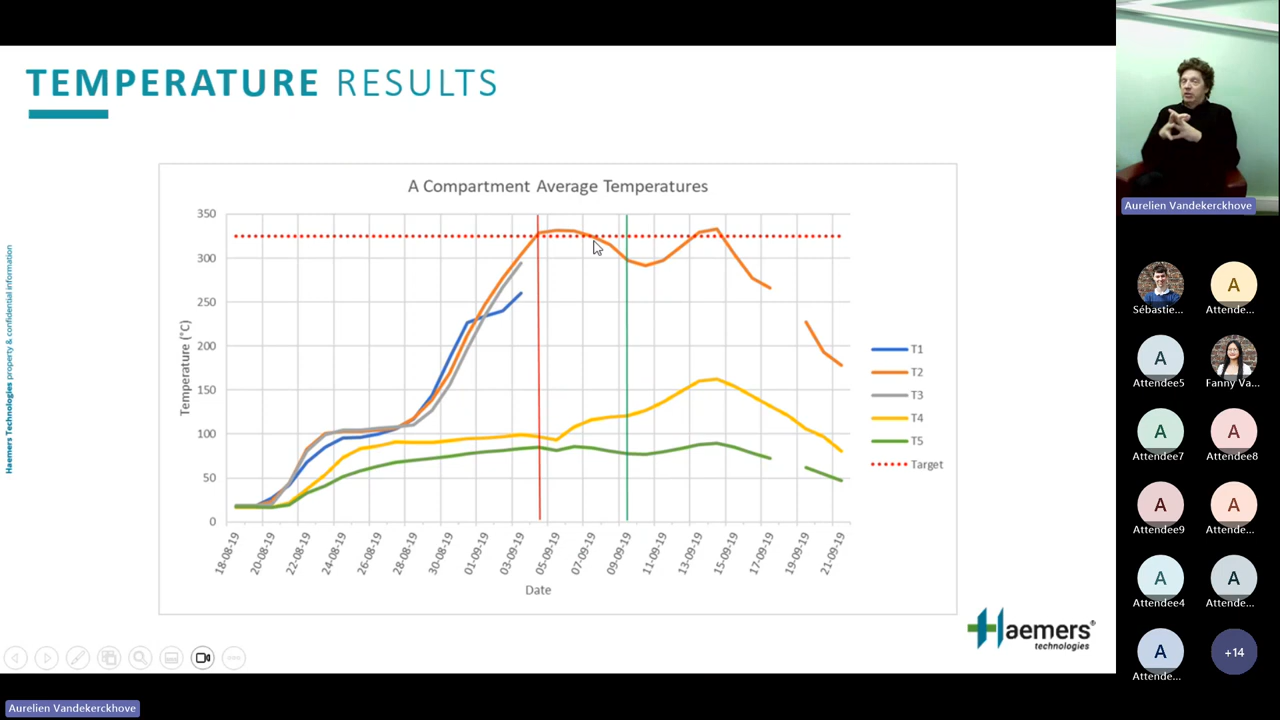 TEMPERATURE RESULTS
Haemers Technologies property & confidential information
A Compartment Average Temperatures
Temperature (°C)
350
300
250
200
150
100
50
0
18-08-19
20-08-19
22-08-19
24-08-19
26-08-19
28-08-19
30-08-19
01-09-19
03-09-19
05-09-19
07-09-19
09-09-19
11-09-19
13-09-19
15-09-19
17-09-19
19-09-19
21-09-19
Date
T1
T2
T3
T4
T5
Target
Haemers®
technologies
Aurelien Vandekerckhove
Sébastie... Attende...
A
A
Attendee5 Fanny Va...
A A
Attendee7 Attendee8
A A
Attendee9 Attende...
A A
Attendee4 Attende...
A +14
Attende...
Aurelien Vandekerckhove